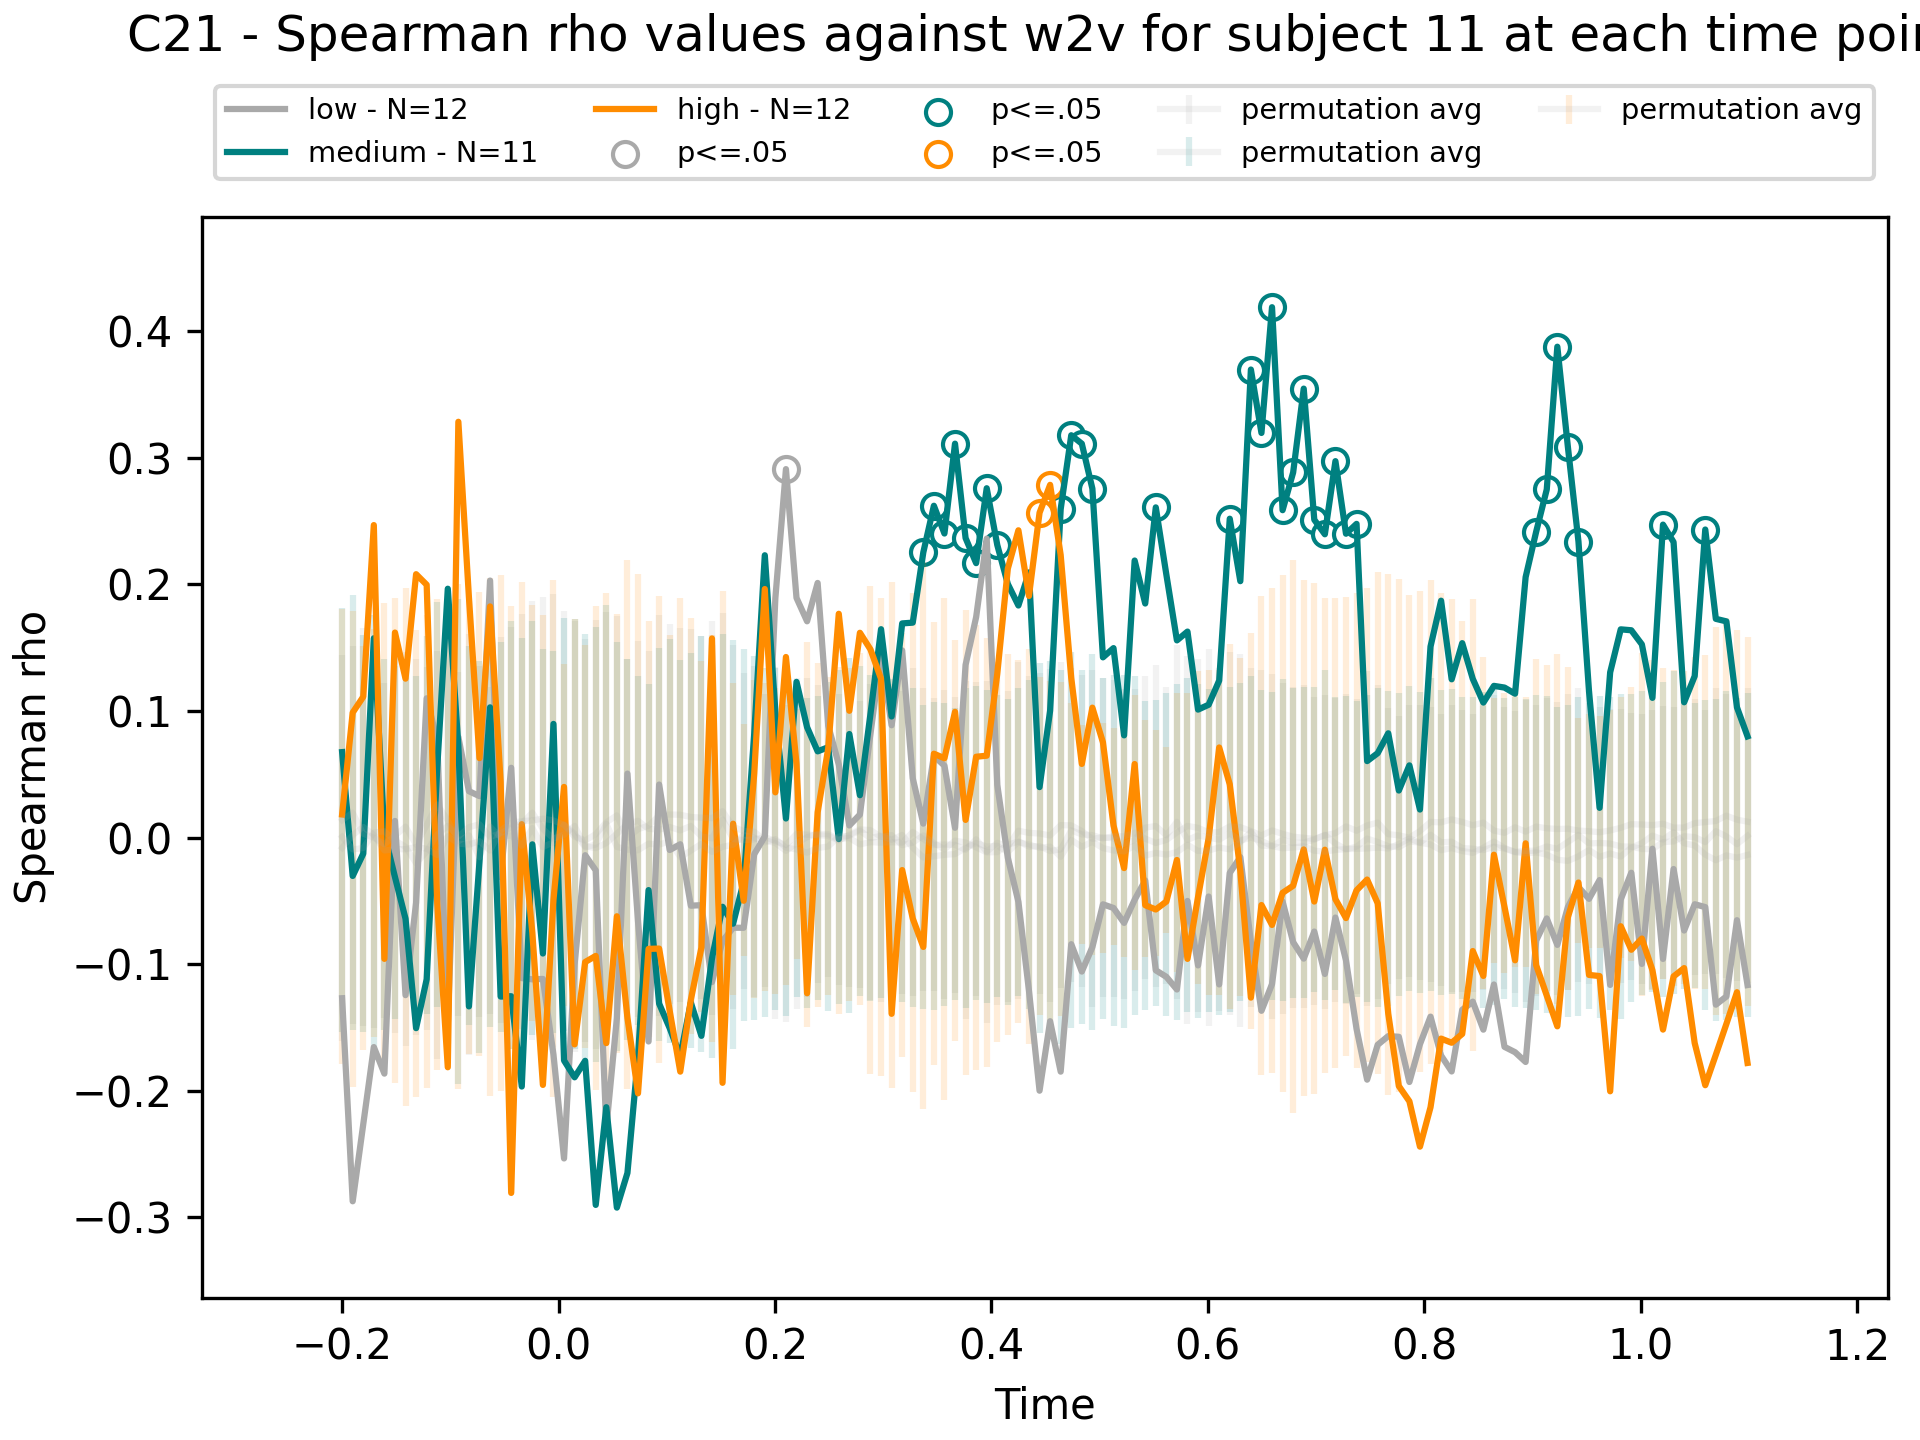 C21 - Spearman rho values against w2v for subject 11 at each time poi
low - N=12
medium - N=11
high - N=12
p<=.05
p<=.05
p<=.05
permutation avg
permutation avg
permutation avg
Spearman rho
0.4
0.3
0.2
0.1
0.0
−0.1
−0.2
−0.3
−0.2 0.0 0.2 0.4 0.6 0.8 1.0 1.2
Time